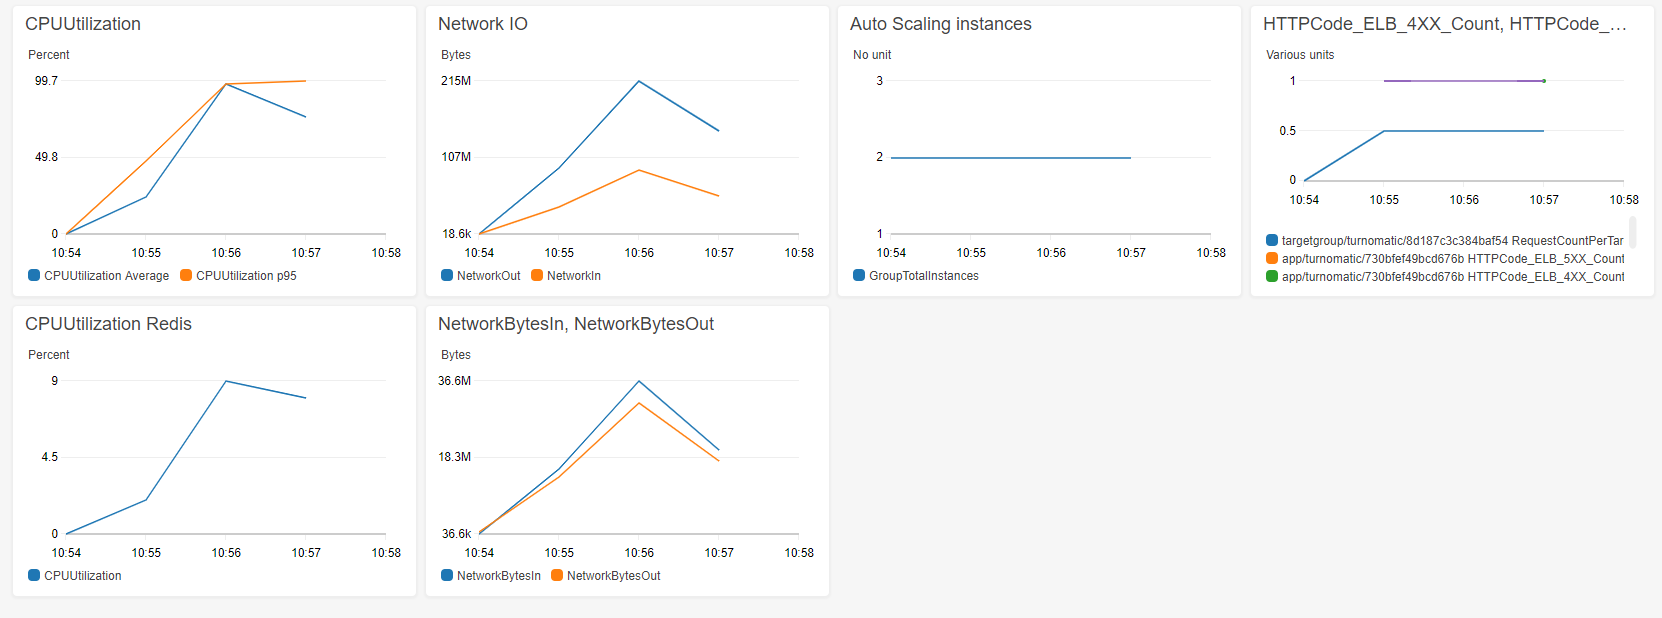 CPUUtilization
Percent
99.7
49.8
0
10:54 10:55 10:56 10:57 10:58
CPUUtilization Average CPUUtilization p95
Network IO
Bytes
215M
107M
18.6k
10:54 10:55 10:56 10:57 10:58
NetworkOut NetworkIn
Auto Scaling instances
No unit
3
2
1
10:54 10:55 10:56 10:57 10:58
GroupTotalInstances
HTTPCode_ELB_4XX_Count, HTTPCode_...
Various units
1
0.5
0
10:54 10:55 10:56 10:57 10:58
targetgroup/turnomatic/8d187c3c384baf54 RequestCountPerTar
app/turnomatic/730bfef49bcd676b HTTPCode_ELB_5XX_Count
app/turnomatic/730bfef49bcd676b HTTPCode_ELB_4XX_Count
CPUUtilization Redis
Percent
9
4.5
0
10:54 10:55 10:56 10:57 10:58
CPUUtilization
NetworkBytesIn, NetworkBytesOut
Bytes
36.6M
18.3M
36.6k
10:54 10:55 10:56 10:57 10:58
NetworkBytesIn NetworkBytesOut